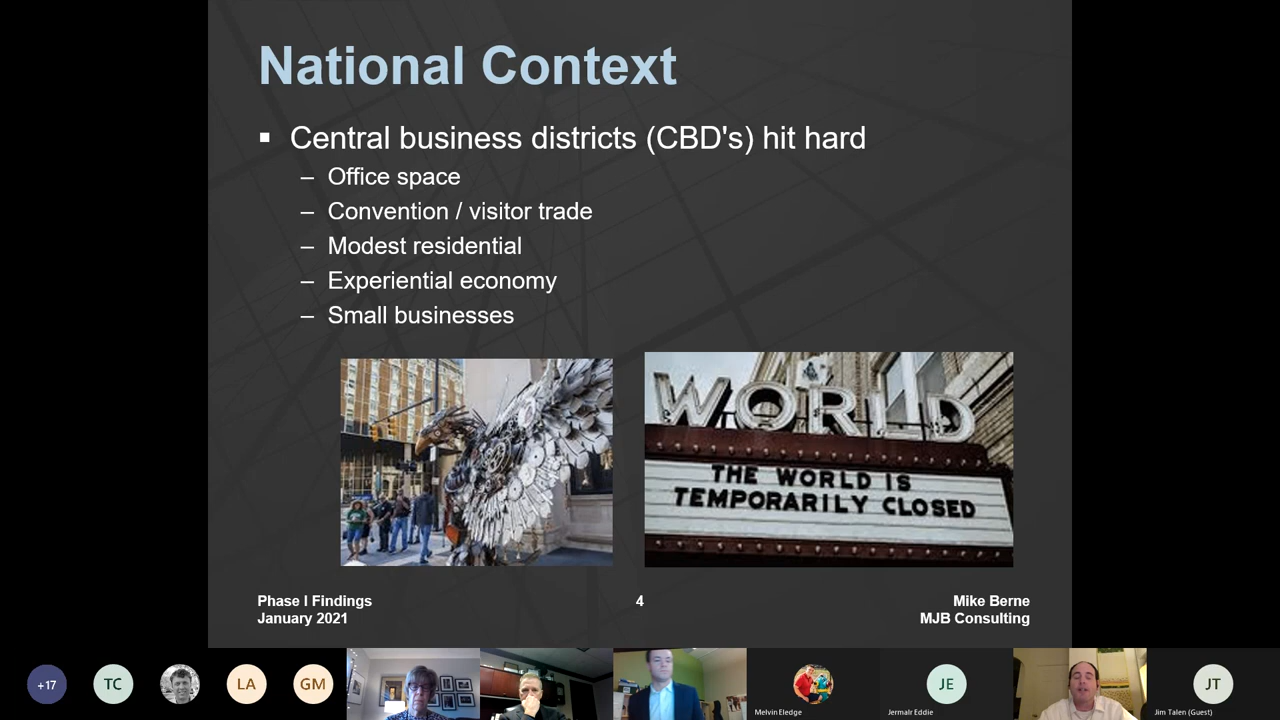 National Context
▪ Central business districts (CBD's) hit hard
– Office space
– Convention / visitor trade
– Modest residential
– Experiential economy
– Small businesses
WORLD
THE WORLD IS
TEMPORARILY CLOSED
Phase I Findings
January 2021
4
Mike Berne
MJB Consulting
+17
TC
LA
GM
Melvin Eledge
JE
Jermalr Eddie
JT
Jim Talen (Guest)